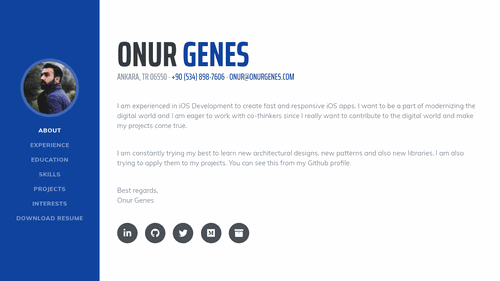 ABOUT
EXPERIENCE
EDUCATION
SKILLS
PROJECTS
INTERESTS
DOWNLOAD RESUME
ONUR GENES
ANKARA, TR 06550 · +90 (534) 898-7606 · ONUR@ONURGENES.COM
I am experienced in iOS Development to create fast and responsive iOS apps. I want to be a part of modernizing the
digital world and I am eager to work with co-thinkers since I really want to contribute to the digital world and make
my projects come true.
I am constantly trying my best to learn new architectural designs, new patterns and also new libraries. I am also
trying to apply them to my projects. You can see this from my Github profile.
Best regards,
Onur Genes